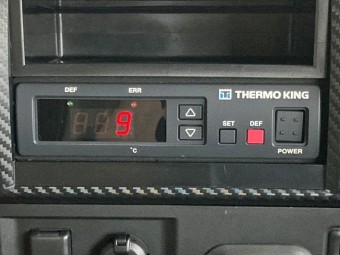 DEF ERR
THERMO KING
9
SET DEF
°C
POWER